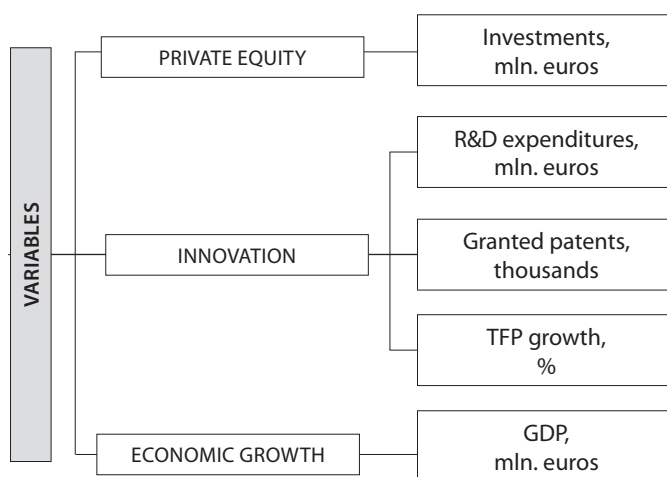 VARIABLES
PRIVATE EQUITY
Investments,
mln. euros
INNOVATION
R&D expenditures,
mln. euros
Granted patents,
thousands
TFP growth,
%
ECONOMIC GROWTH
GDP,
mln. euros